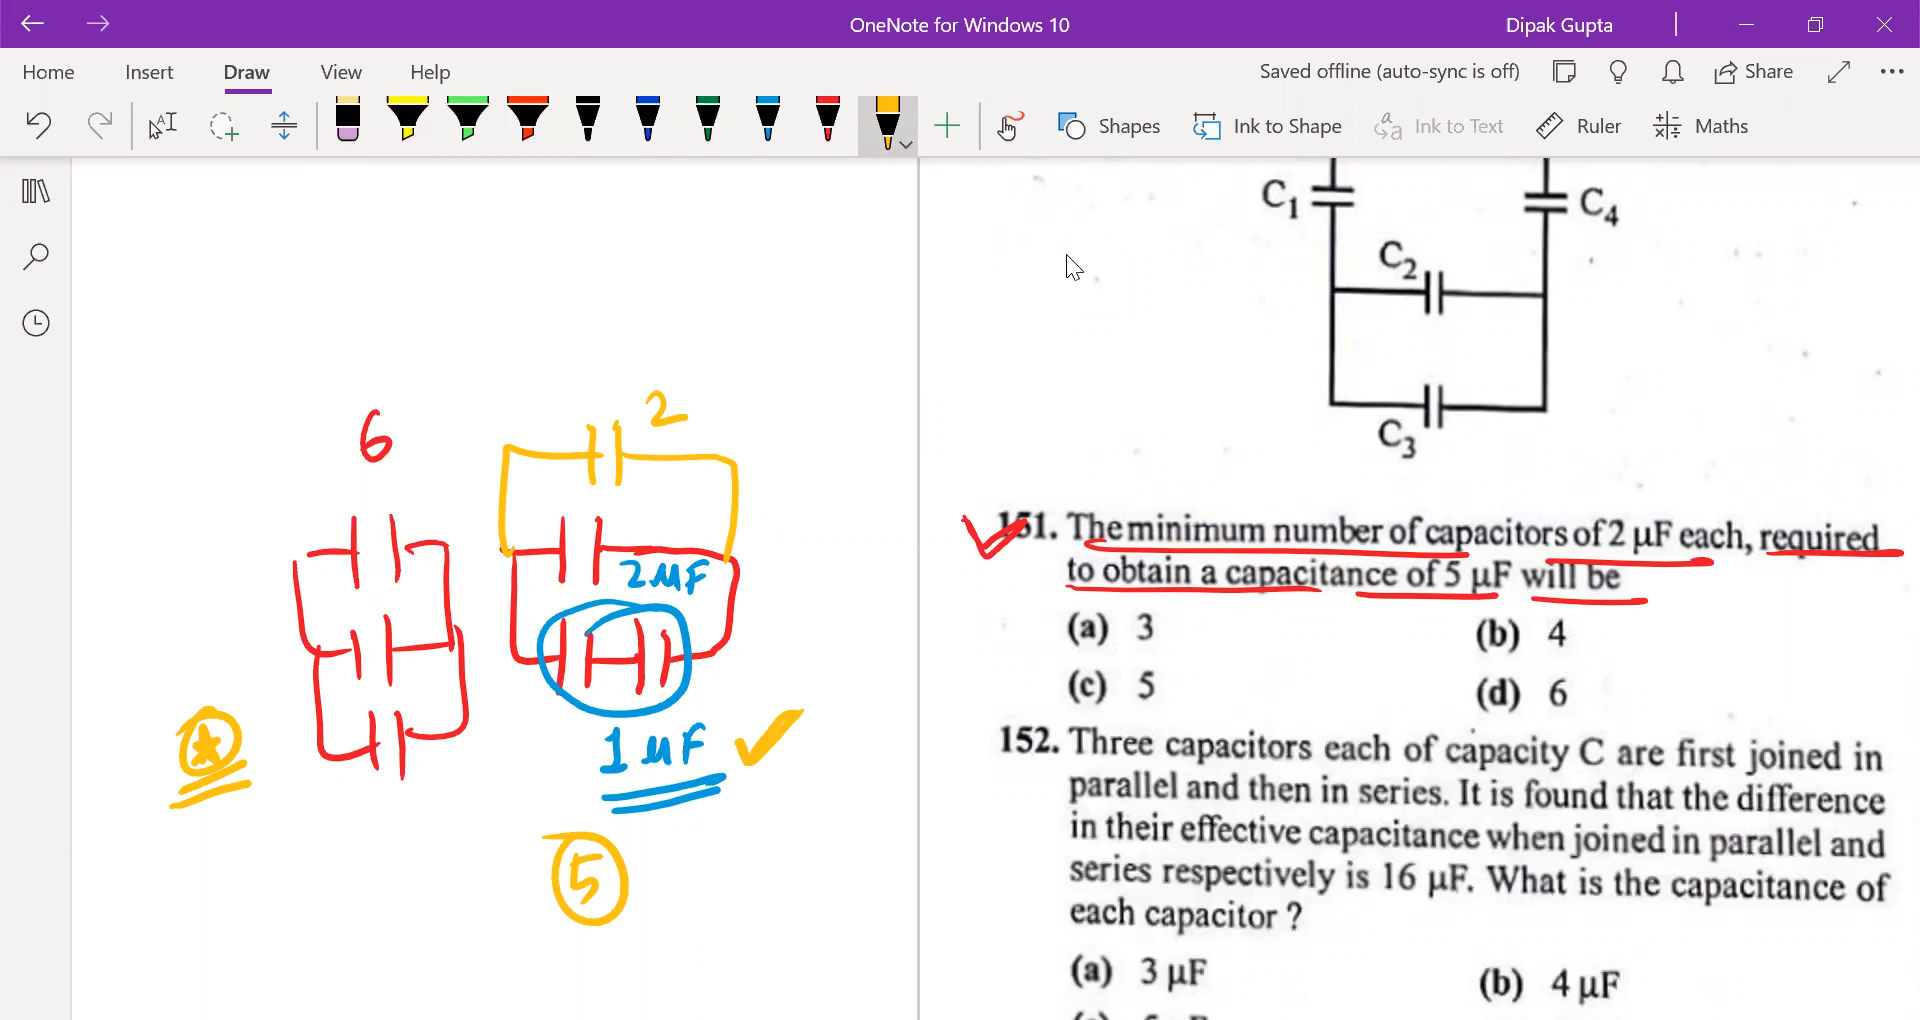 OneNote for Windows 10
Dipak Gupta
Home Insert Draw View Help
Saved offline (auto-sync is off) Share
Shapes Ink to Shape Ink to Text Ruler Maths
C1 C4
C2
C3
6
2
2 μF
1 μF
5
151. The minimum number of capacitors of 2 μF each, required
to obtain a capacitance of 5 μF will be
(a) 3 (b) 4
(c) 5 (d) 6
152. Three capacitors each of capacity C are first joined in
parallel and then in series. It is found that the difference
in their effective capacitance when joined in parallel and
series respectively is 16 μF. What is the capacitance of
each capacitor ?
(a) 3 μF (b) 4 μF